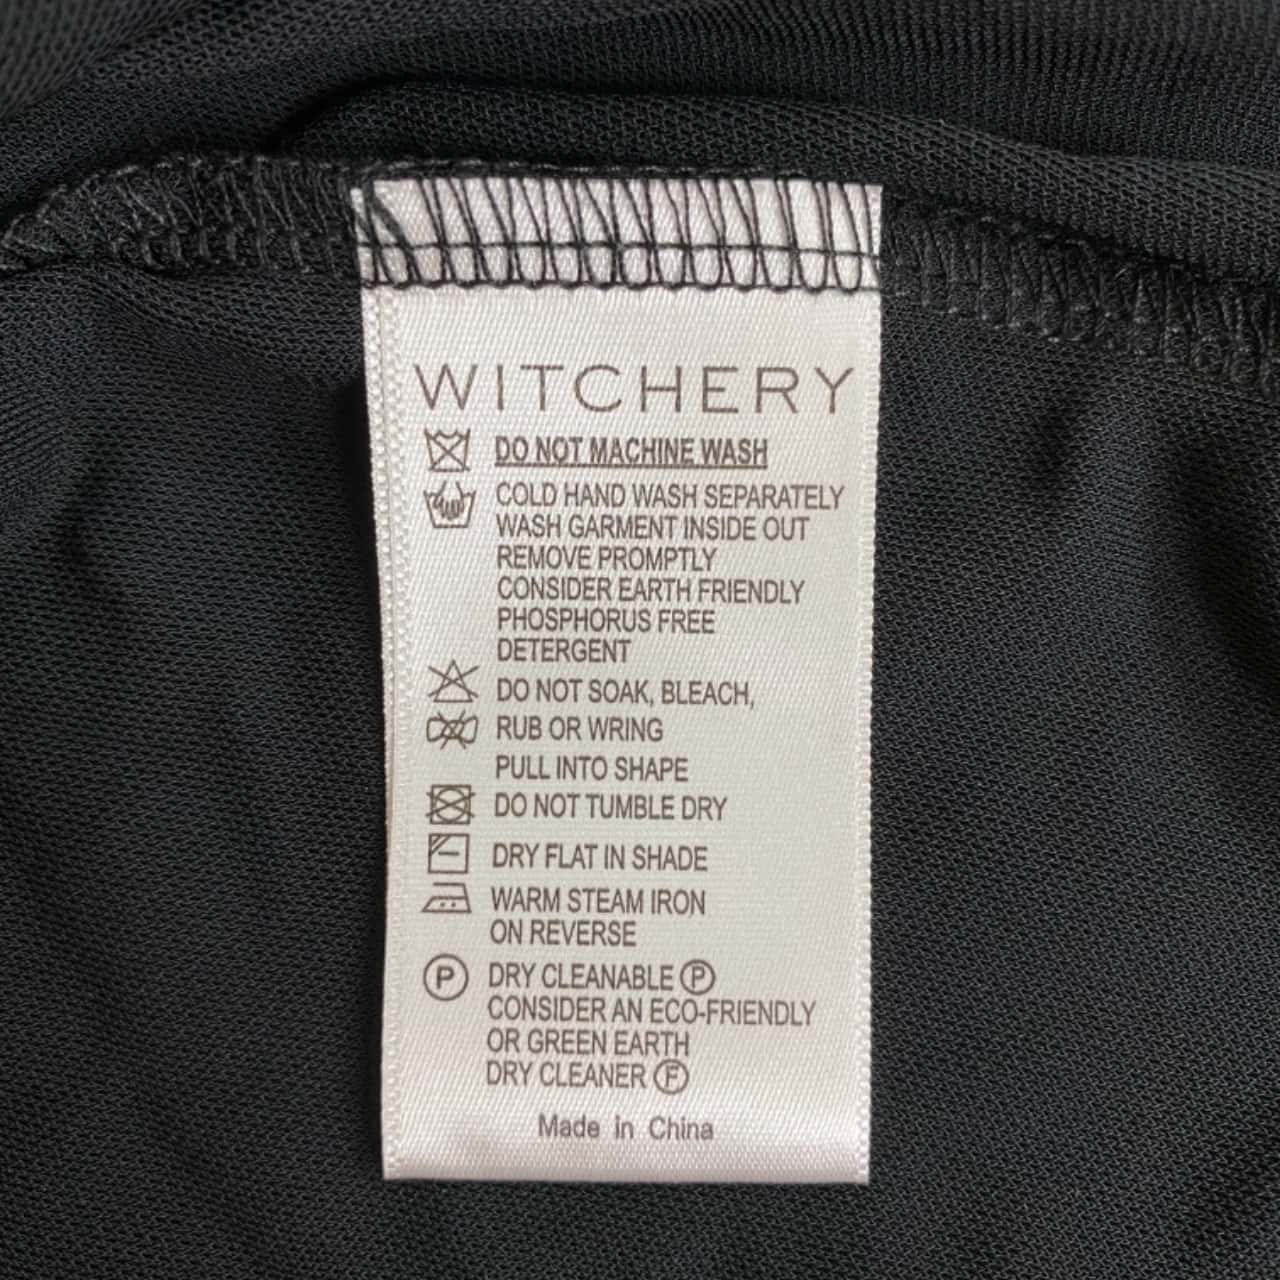 WITCHERY
DO NOT MACHINE WASH
COLD HAND WASH SEPARATELY
WASH GARMENT INSIDE OUT
REMOVE PROMPTLY
CONSIDER EARTH FRIENDLY
PHOSPHORUS FREE
DETERGENT
DO NOT SOAK, BLEACH,
RUB OR WRING
PULL INTO SHAPE
DO NOT TUMBLE DRY
DRY FLAT IN SHADE
WARM STEAM IRON
ON REVERSE
P DRY CLEANABLE P
CONSIDER AN ECO-FRIENDLY
OR GREEN EARTH
DRY CLEANER F
Made in China